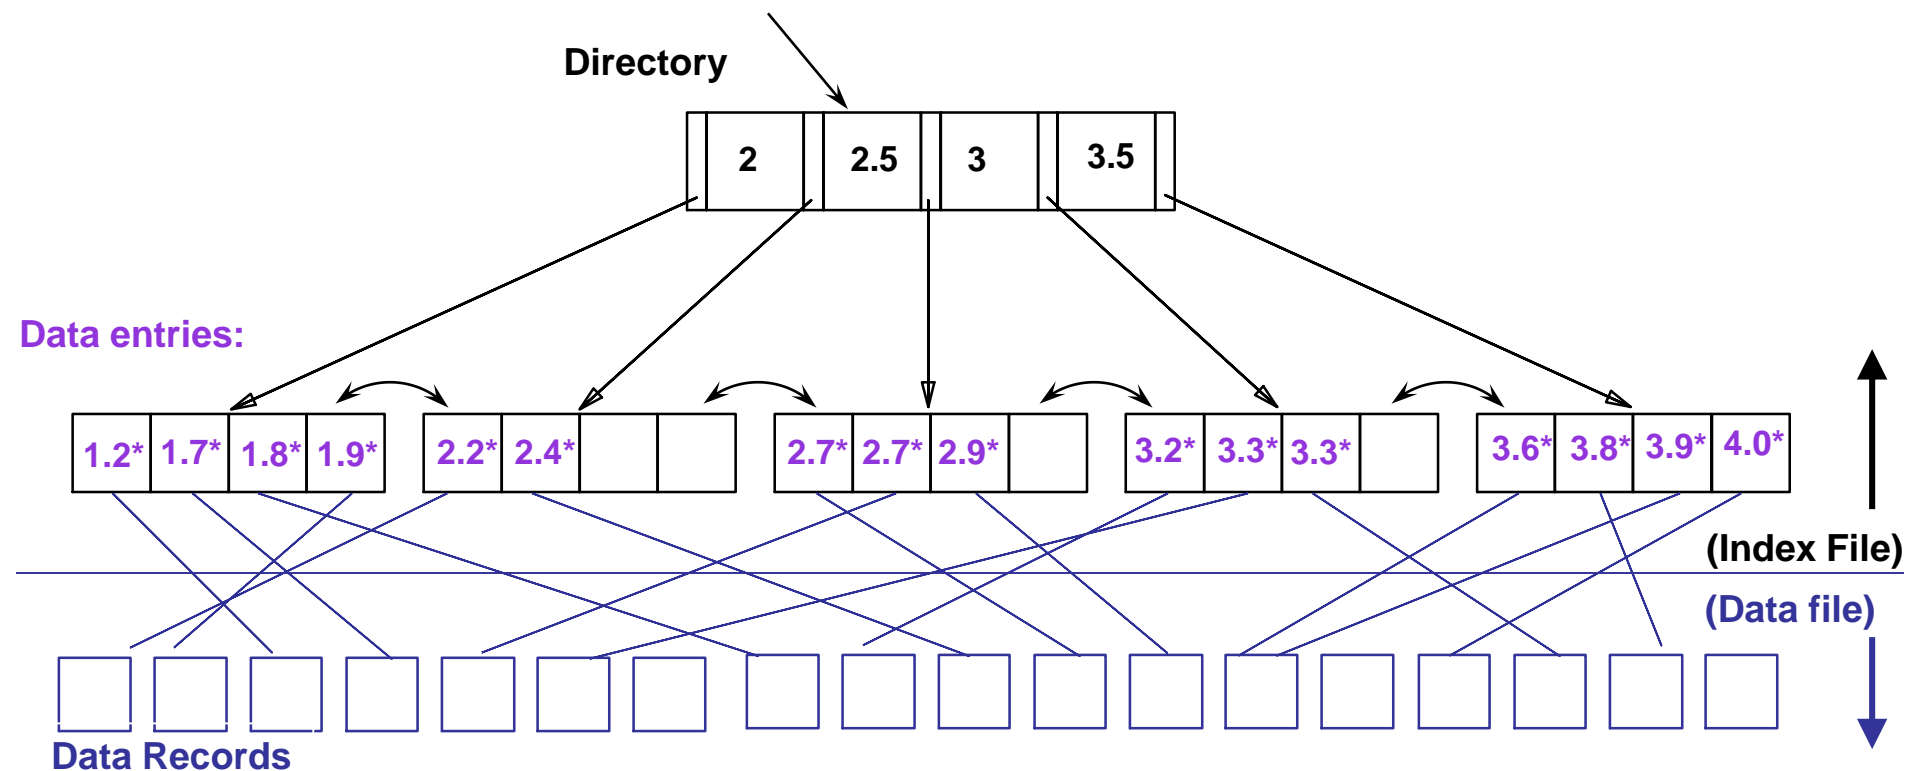 Directory
2 2.5 3 3.5
Data entries:
1.2* 1.7* 1.8* 1.9* 2.2* 2.4* 2.7* 2.7* 2.9* 3.2* 3.3* 3.3* 3.6* 3.8* 3.9* 4.0*
(Index File)
(Data file)
Data Records